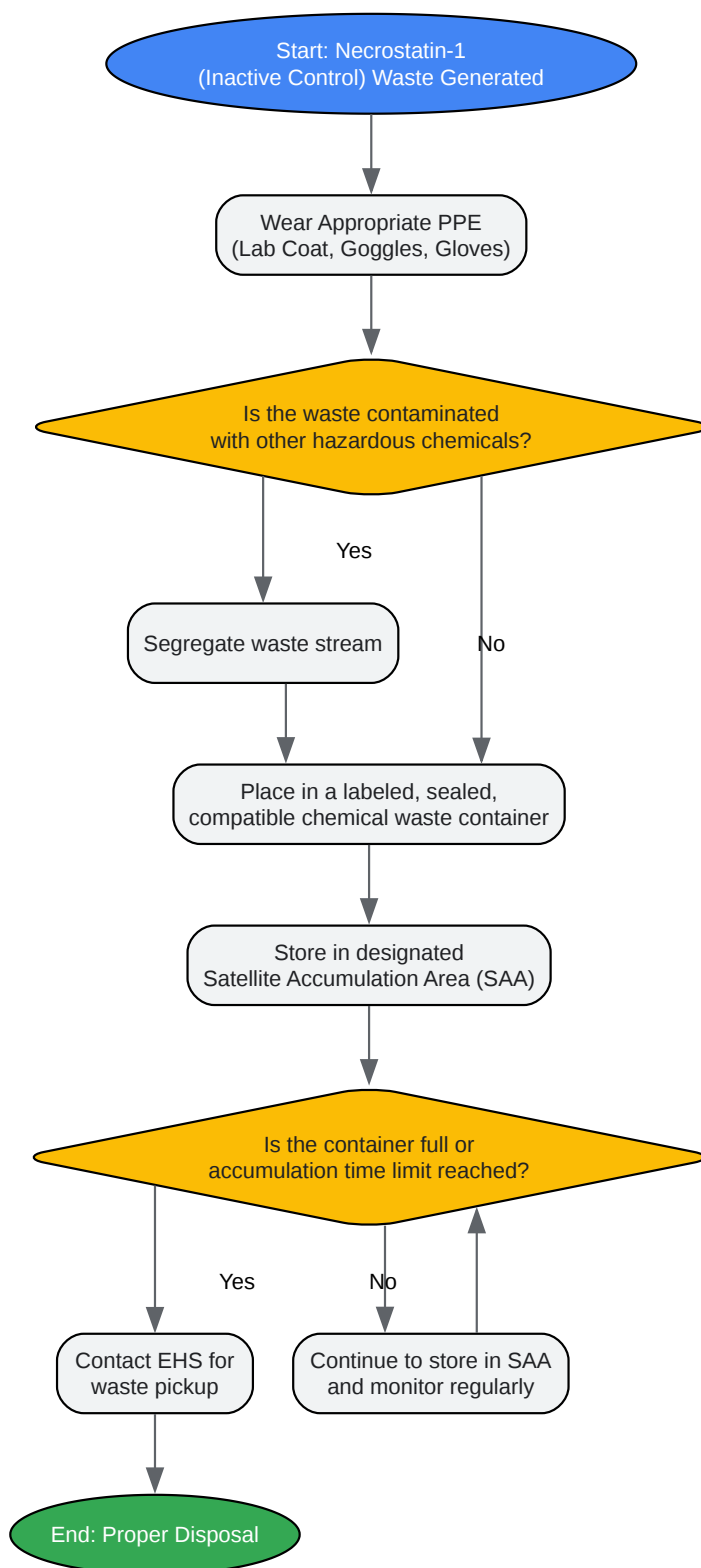 Start: Necrostatin-1
(Inactive Control) Waste Generated
Wear Appropriate PPE
(Lab Coat, Goggles, Gloves)
Is the waste contaminated
with other hazardous chemicals?
Yes
Segregate waste stream
No
Place in a labeled, sealed,
compatible chemical waste container
Store in designated
Satellite Accumulation Area (SAA)
Is the container full or
accumulation time limit reached?
Yes
No
Contact EHS for
waste pickup
Continue to store in SAA
and monitor regularly
End: Proper Disposal